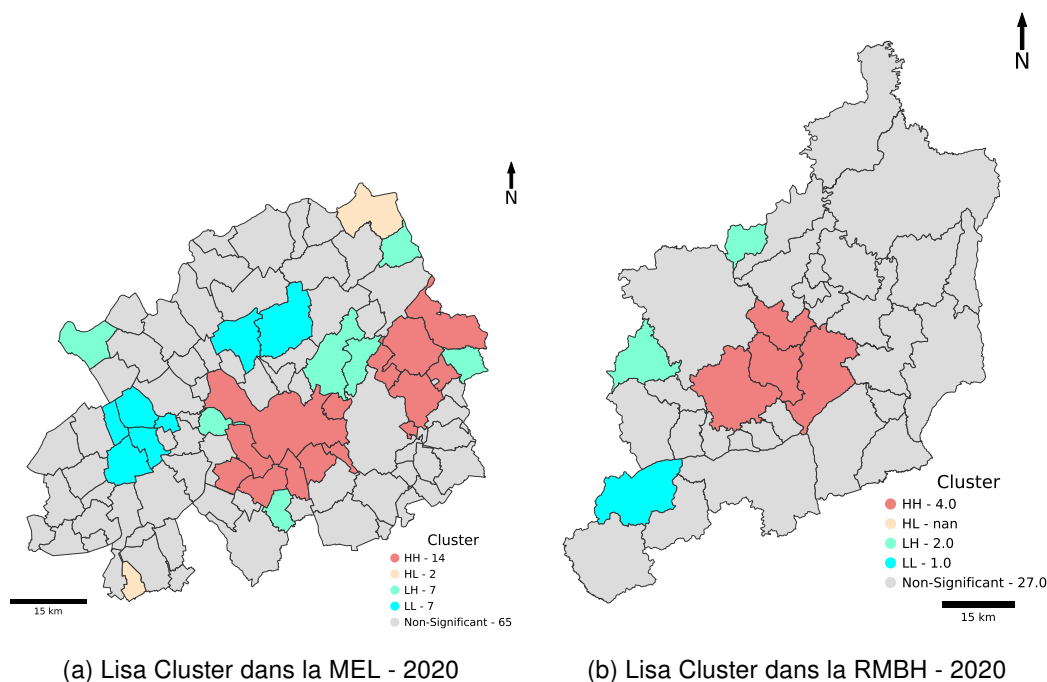 N
Cluster
HH - 14
HL - 2
LH - 7
LL - 7
Non-Significant - 65
15 km
(a) Lisa Cluster dans la MEL - 2020
N
Cluster
HH - 4.0
HL - nan
LH - 2.0
LL - 1.0
Non-Significant - 27.0
15 km
(b) Lisa Cluster dans la RMBH - 2020